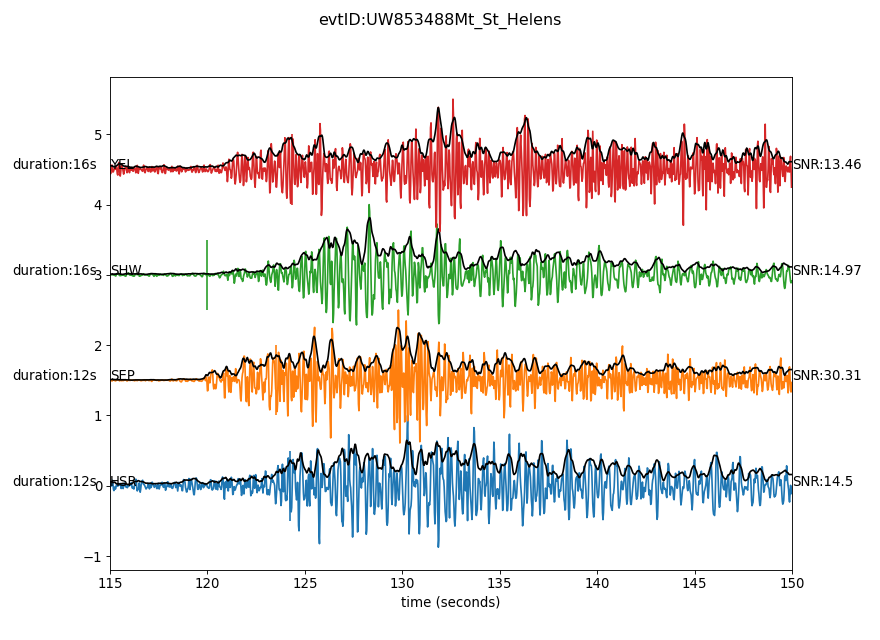 evtID:UW853488Mt_St_Helens
5
duration:16s YEL SNR:13.46
4
duration:16s 3 SHW SNR:14.97
2
duration:12s SEP SNR:30.31
1
duration:12s 0 HSR SNR:14.5
−1
115 120 125 130 135 140 145 150
time (seconds)